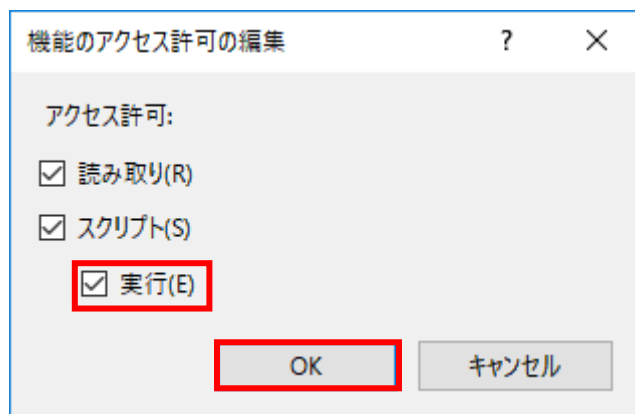 機能のアクセス許可の編集 ? ×
アクセス許可:
読み取り(R)
スクリプト(S)
実行(E)
OK キャンセル